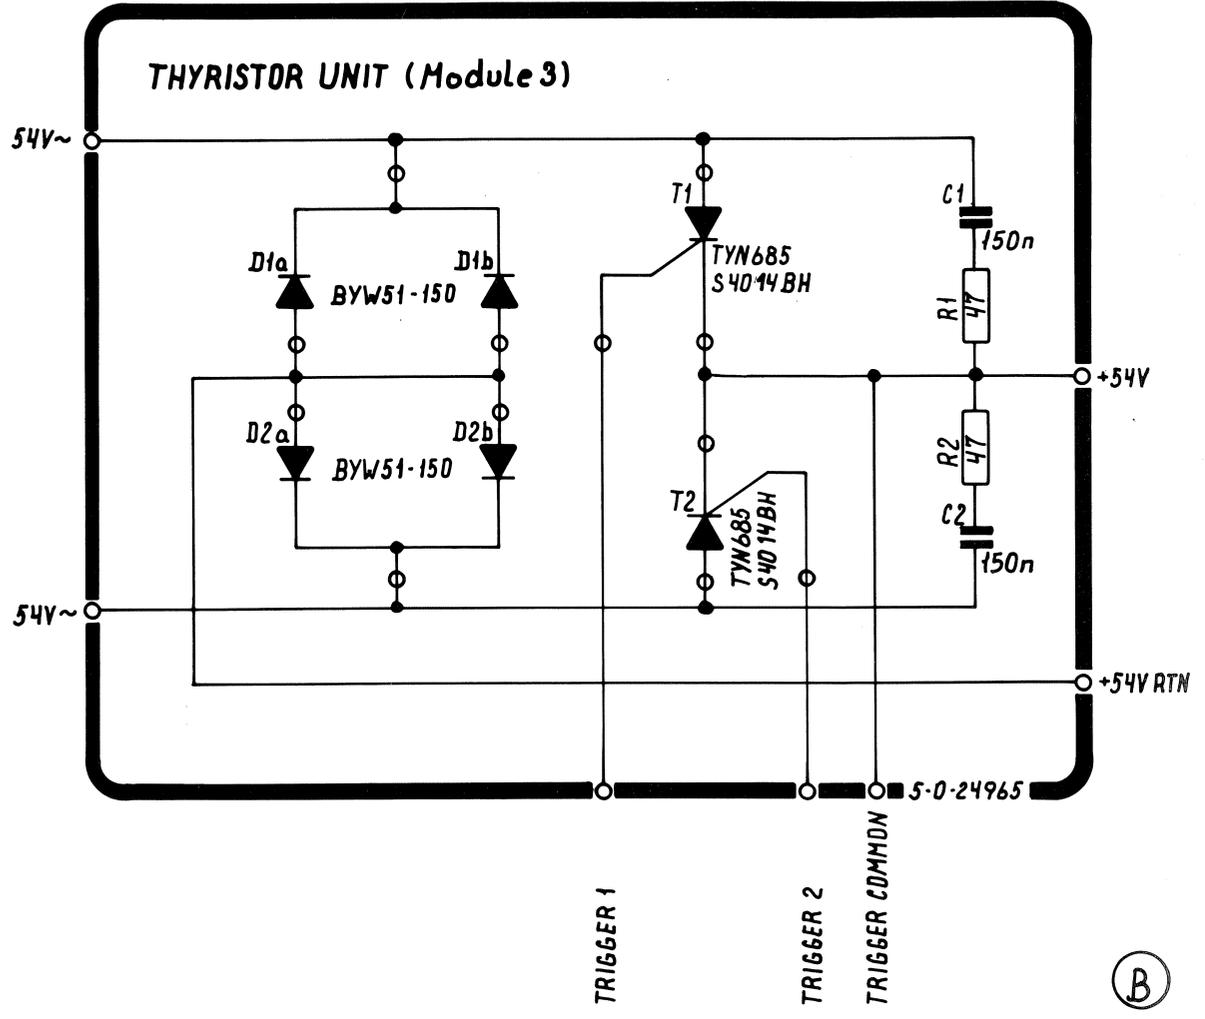 THYRISTOR UNIT (Module 3)
54V~
T1
C1
150n
TYN685
S4014BH
D1a
D1b
BYW51-150
R1
47
+54V
D2a
D2b
BYW51-150
R2
47
T2
TYN685
S4014BH
C2
150n
54V~
+54V RTN
5-0-24965
TRIGGER 1
TRIGGER 2
TRIGGER COMMON
B